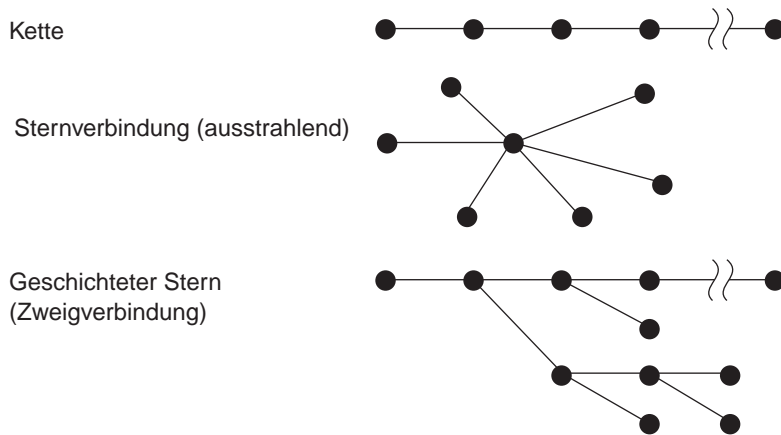 Kette
Sternverbindung (ausstrahlend)
Geschichteter Stern
(Zweigverbindung)